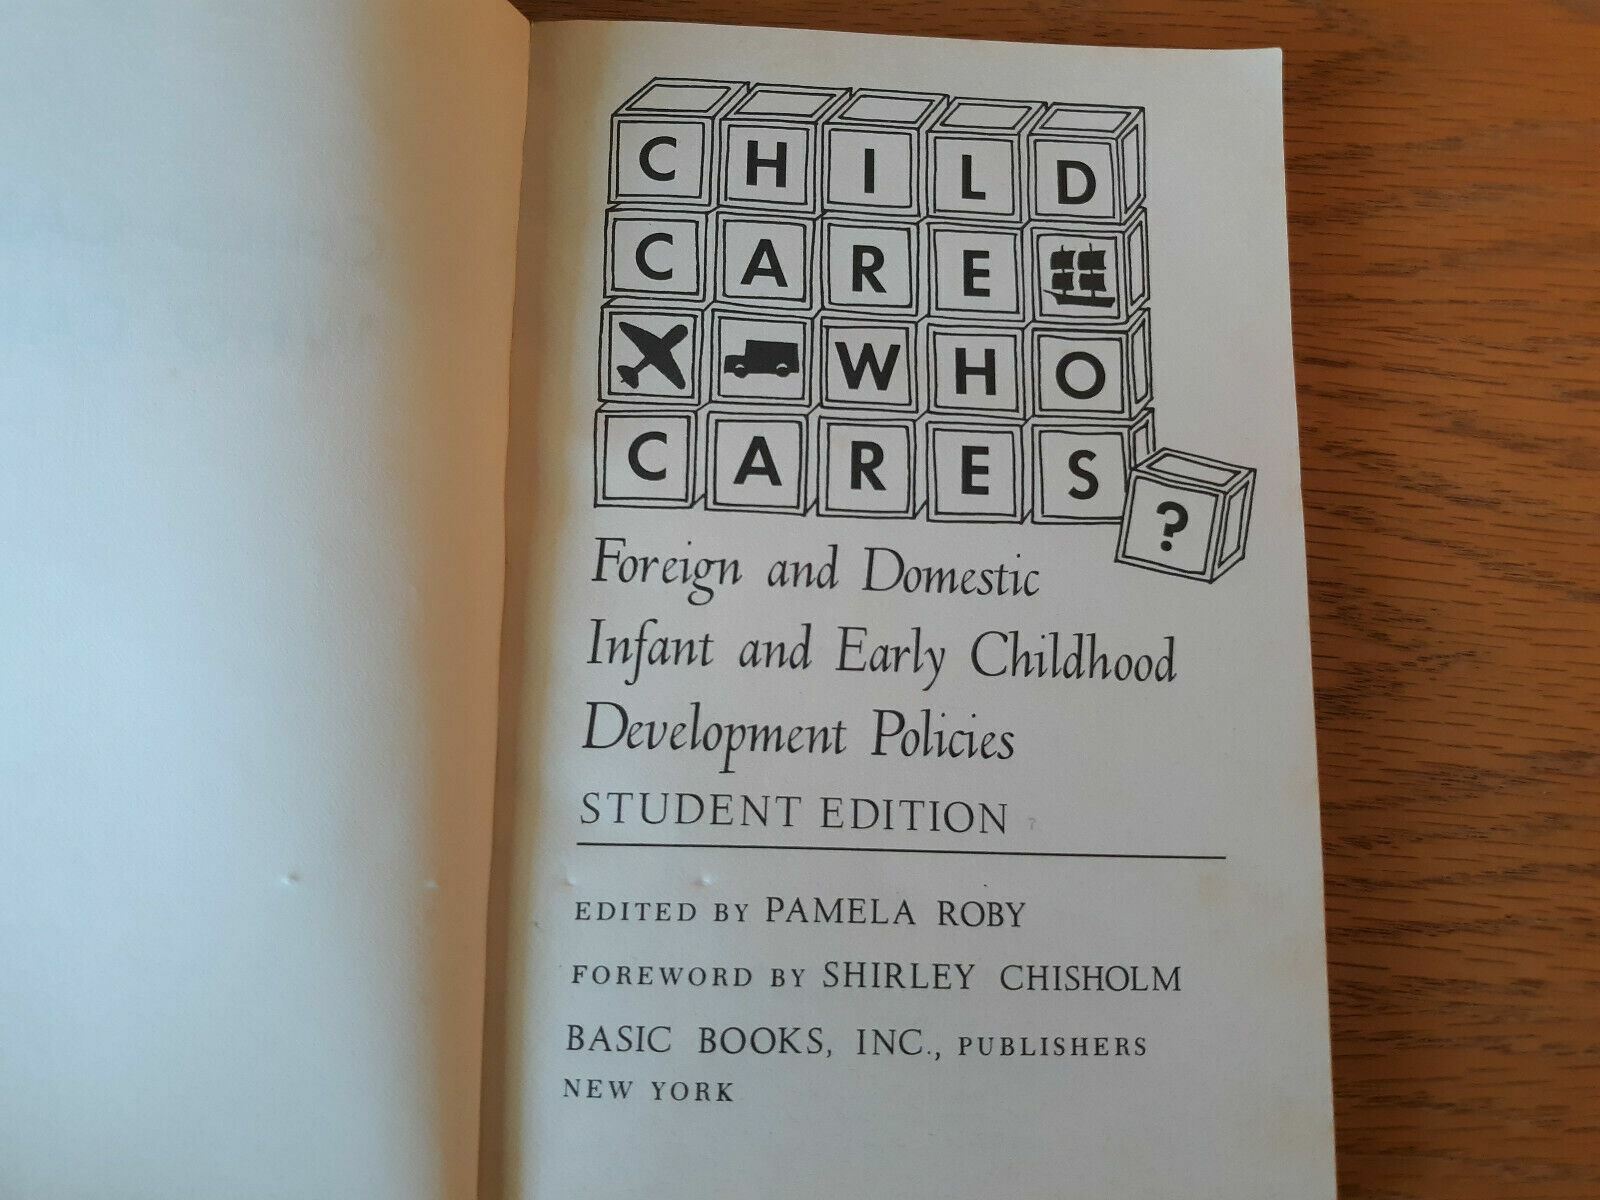 CHILD
CARE
WHO
CARES?
Foreign and Domestic
Infant and Early Childhood
Development Policies
STUDENT EDITION
EDITED BY PAMELA ROBY
FOREWORD BY SHIRLEY CHISHOLM
BASIC BOOKS, INC., PUBLISHERS
NEW YORK